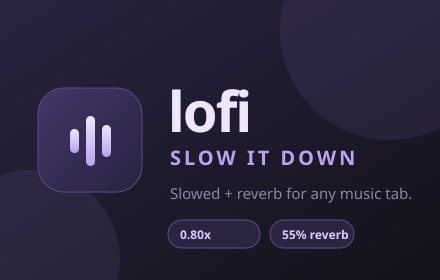 lofi
SLOW IT DOWN
Slowed + reverb for any music tab.
0.80x
55% reverb